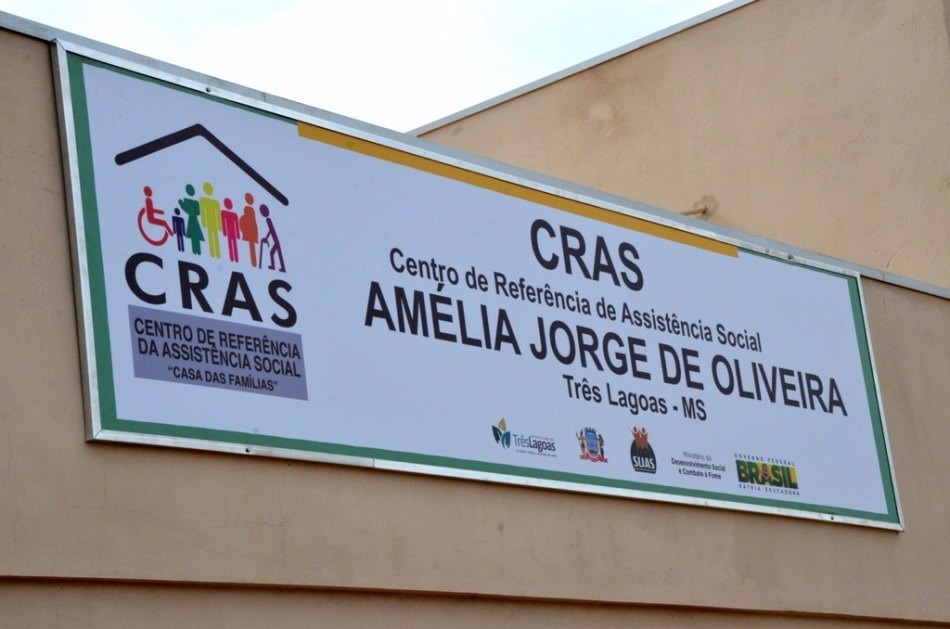 CRAS
CENTRO DE REFERÊNCIA
DA ASSISTÊNCIA SOCIAL
“CASA DAS FAMÍLIAS”
CRAS
Centro de Referência de Assistência Social
AMÉLIA JORGE DE OLIVEIRA
Três Lagoas - MS
TrêsLagoas
SUAS
Ministério do
Desenvolvimento Social
e Combate à Fome
GOVERNO FEDERAL
BRASIL
PÁTRIA EDUCADORA